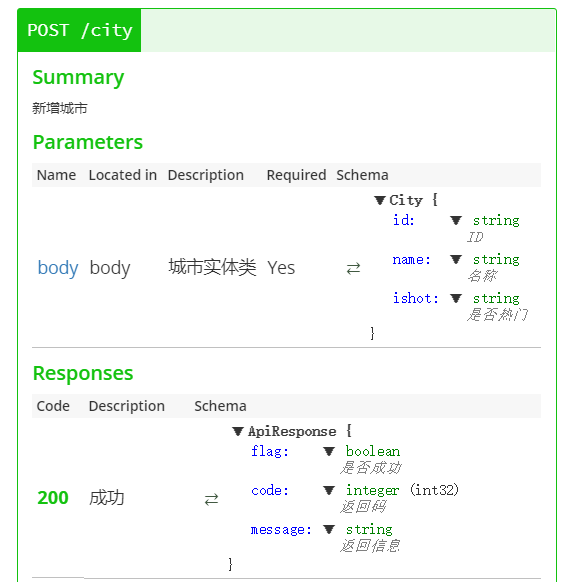 POST /city
Summary
新增城市
Parameters
Name Located in Description Required Schema
City {
id: string
ID
name: string
名称
ishot: string
是否热门
}
body body 城市实体类 Yes
Responses
Code Description Schema
ApiResponse {
flag: boolean
是否成功
code: integer (int32)
返回码
message: string
返回信息
}
200 成功